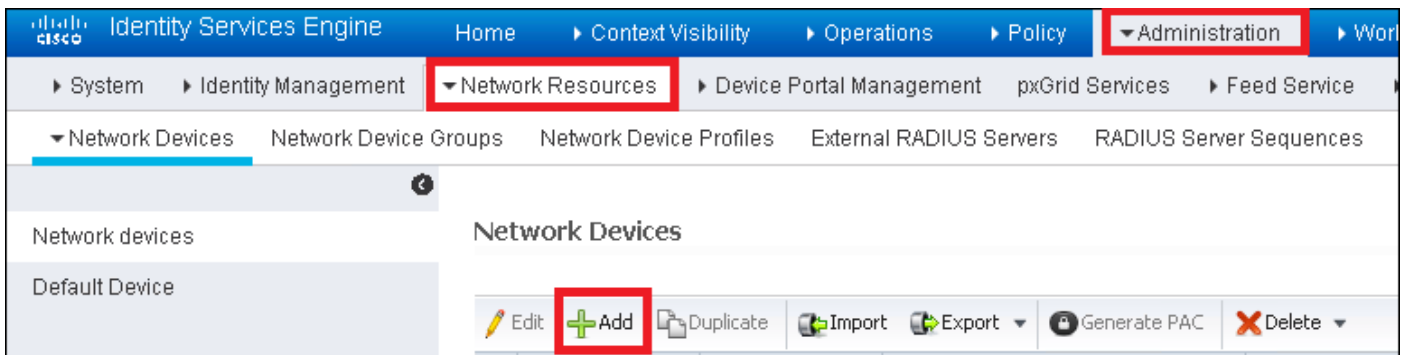 cisco Identity Services Engine Home Context Visibility Operations Policy Administration
System Identity Management Network Resources Device Portal Management pxGrid Services Feed Service
Network Devices Network Device Groups Network Device Profiles External RADIUS Servers RADIUS Server Sequences
Network devices
Default Device
Network Devices
Edit Add Duplicate Import Export Generate PAC Delete